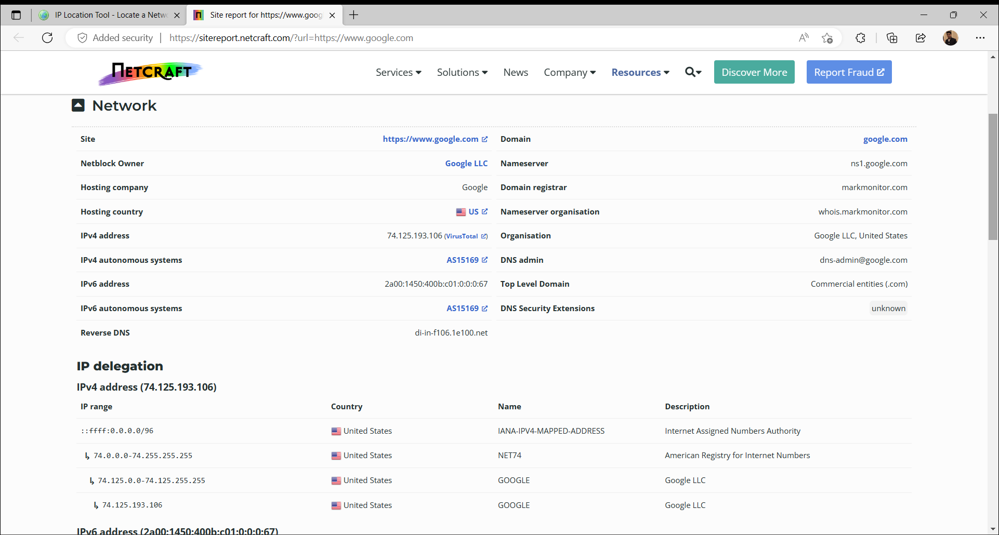 IP Location Tool - Locate a Netw
Site report for https://www.goog
Added security
https://sitereport.netcraft.com/?url=https://www.google.com
NETCRAFT
Services
Solutions
News
Company
Resources
Discover More
Report Fraud
Network
Site https://www.google.com
Domain google.com
Netblock Owner Google LLC
Nameserver ns1.google.com
Hosting company Google
Domain registrar markmonitor.com
Hosting country US
Nameserver organisation whois.markmonitor.com
IPv4 address 74.125.193.106 (VirusTotal)
Organisation Google LLC, United States
IPv4 autonomous systems AS15169
DNS admin dns-admin@google.com
IPv6 address 2a00:1450:400b:c01:0:0:0:67
Top Level Domain Commercial entities (.com)
IPv6 autonomous systems AS15169
DNS Security Extensions unknown
Reverse DNS di-in-f106.1e100.net
IP delegation
IPv4 address (74.125.193.106)
IP range Country Name Description
::ffff:0.0.0.0/96 United States IANA-IPV4-MAPPED-ADDRESS Internet Assigned Numbers Authority
↳ 74.0.0.0-74.255.255.255 United States NET74 American Registry for Internet Numbers
↳ 74.125.0.0-74.125.255.255 United States GOOGLE Google LLC
↳ 74.125.193.106 United States GOOGLE Google LLC
IPv6 address (2a00:1450:400b:c01:0:0:0:67)